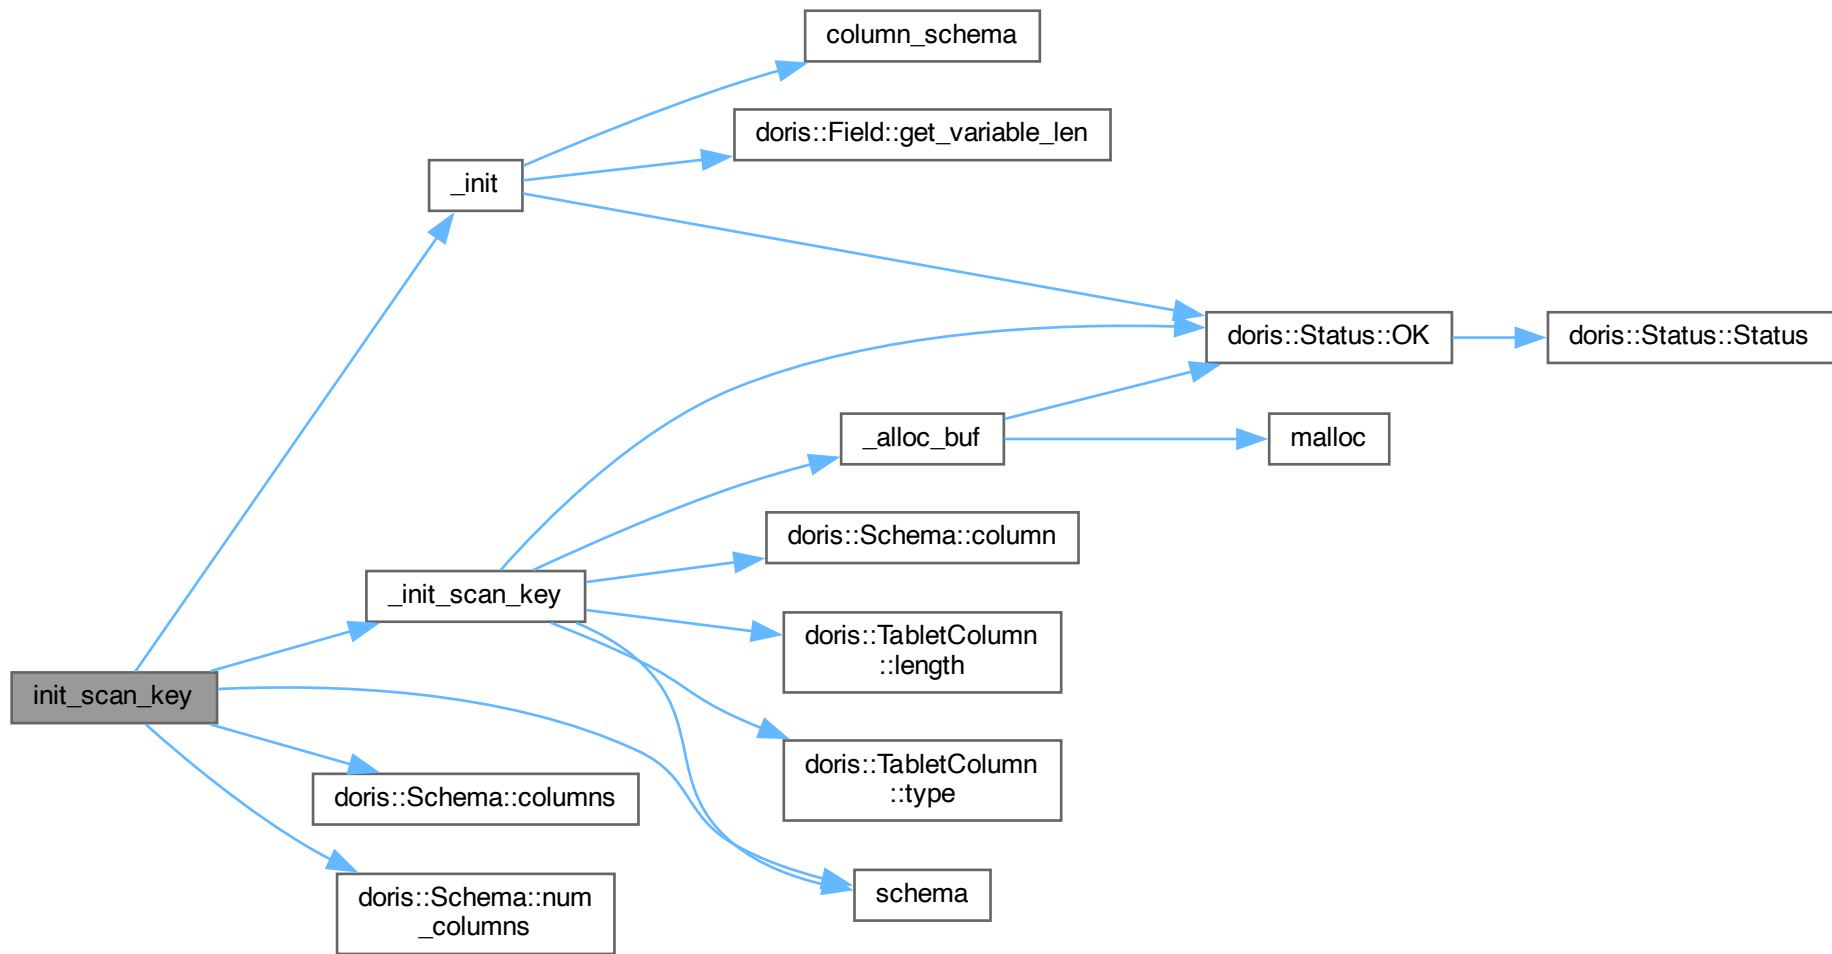 column_schema
doris::Field::get_variable_len
_init
doris::Status::OK
doris::Status::Status
_alloc_buf
malloc
doris::Schema::column
_init_scan_key
doris::TabletColumn
::length
init_scan_key
doris::TabletColumn
::type
doris::Schema::columns
schema
doris::Schema::num
_columns